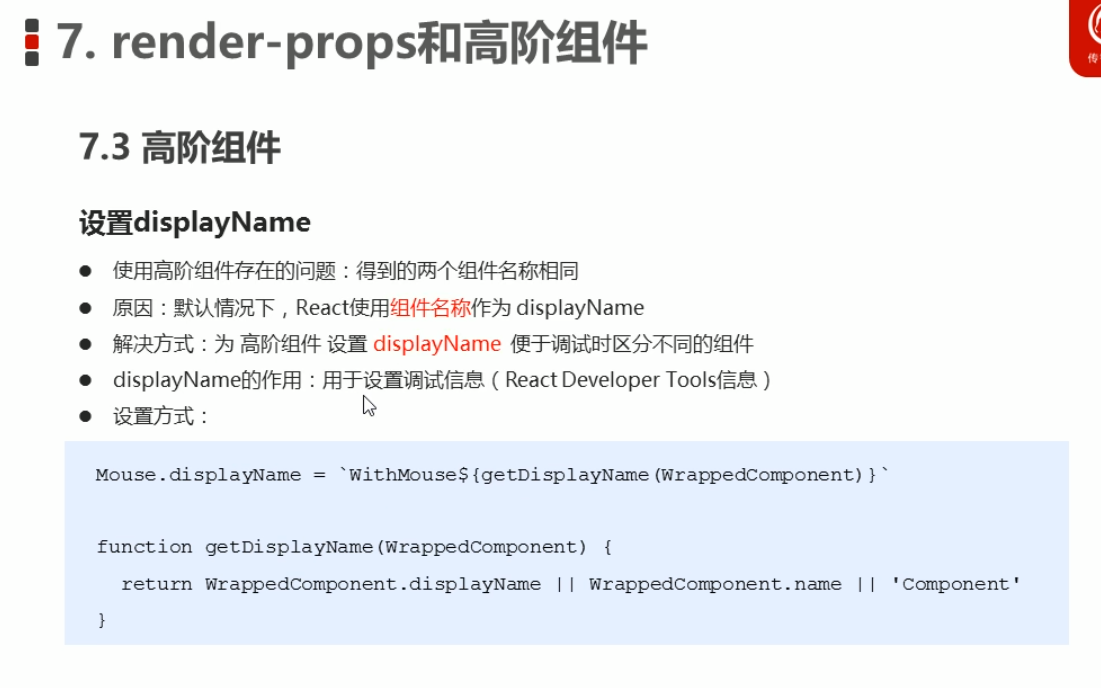 7. render-props和高阶组件
传
7.3 高阶组件
设置displayName
● 使用高阶组件存在的问题：得到的两个组件名称相同
● 原因：默认情况下，React使用组件名称作为 displayName
● 解决方式：为 高阶组件 设置 displayName 便于调试时区分不同的组件
● displayName的作用：用于设置调试信息（React Developer Tools信息）
● 设置方式：
Mouse.displayName = `WithMouse${getDisplayName(WrappedComponent)}`
function getDisplayName(WrappedComponent) {
return WrappedComponent.displayName || WrappedComponent.name || 'Component'
}